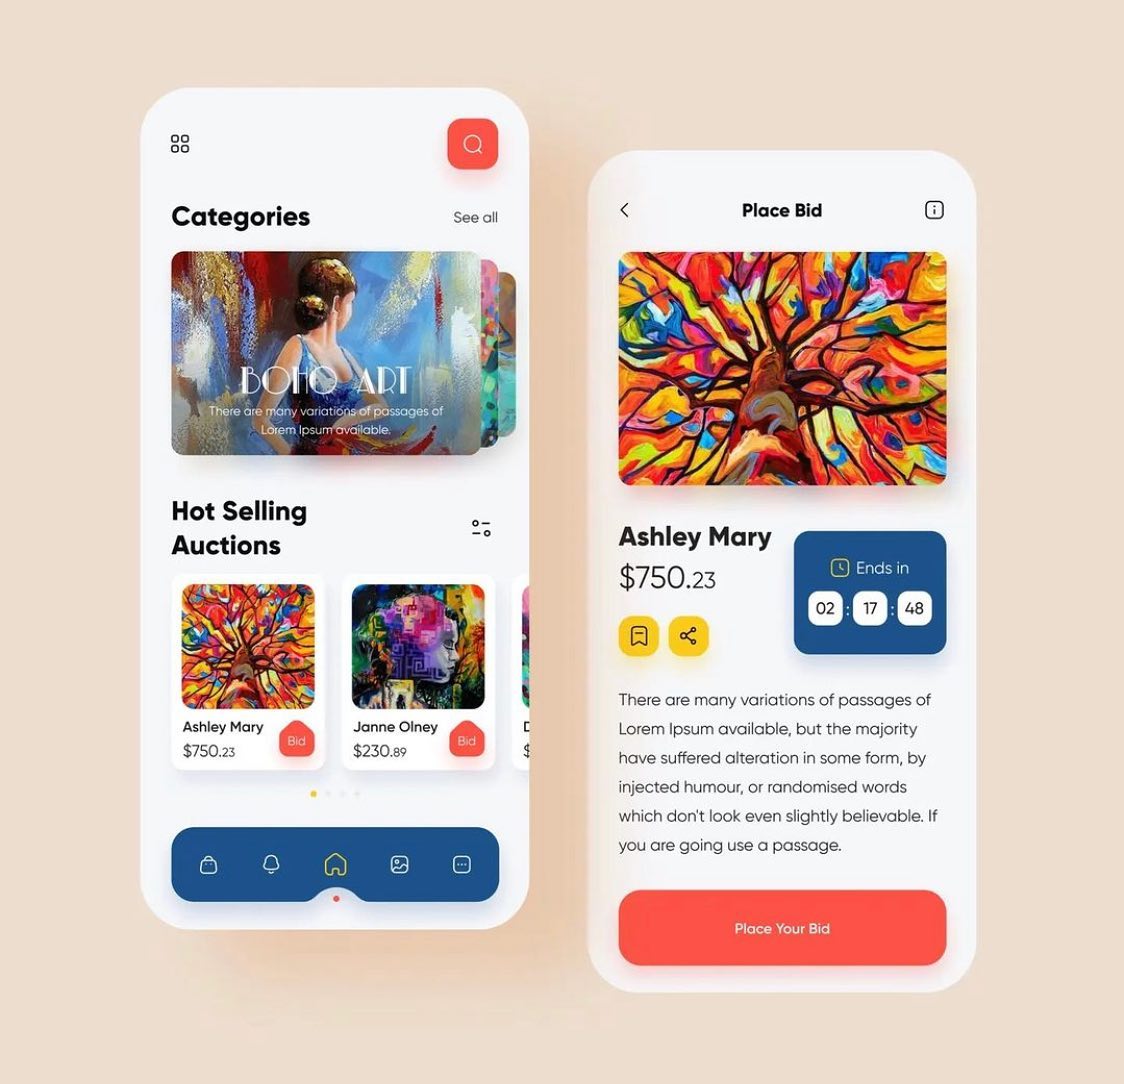 Categories
See all
BOHO ART
There are many variations of passages of
Lorem Ipsum available.
Hot Selling
Auctions
Ashley Mary
$750.23
Bid
Janne Olney
$230.89
Bid
D
$
Place Bid
Ashley Mary
$750.23
Ends in
02 : 17 : 48
There are many variations of passages of
Lorem Ipsum available, but the majority
have suffered alteration in some form, by
injected humour, or randomised words
which don't look even slightly believable. If
you are going use a passage.
Place Your Bid